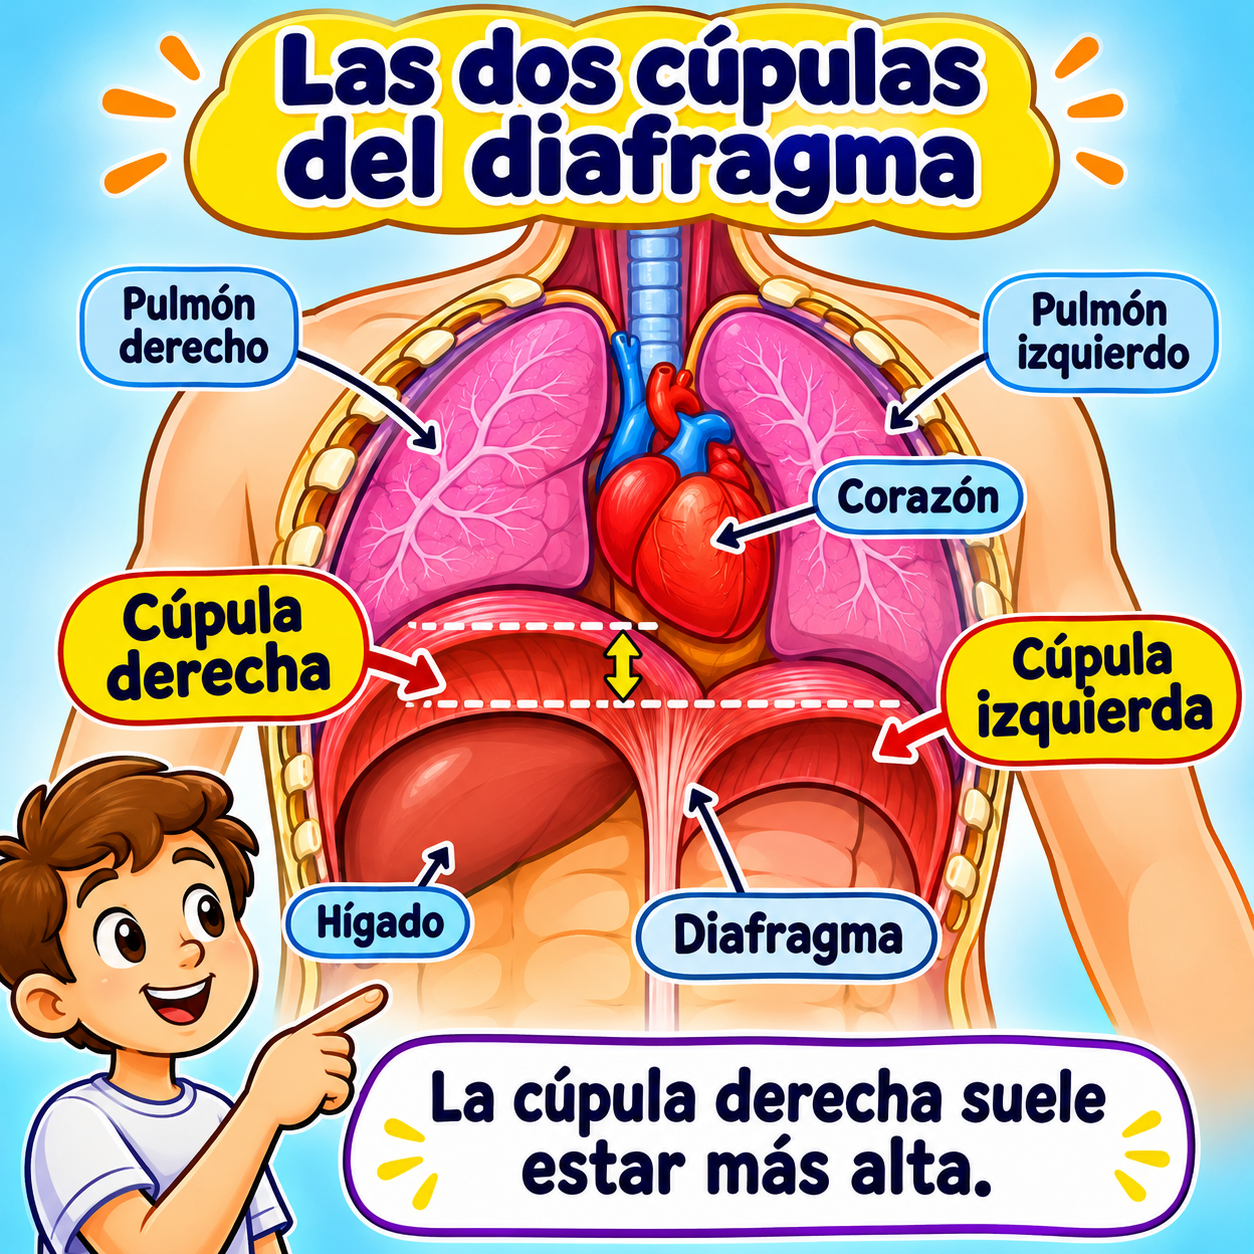 Las dos cúpulas
del diafragma
Pulmón
derecho
Pulmón
izquierdo
Corazón
Cúpula
derecha
Cúpula
izquierda
Hígado
Diafragma
La cúpula derecha suele
estar más alta.